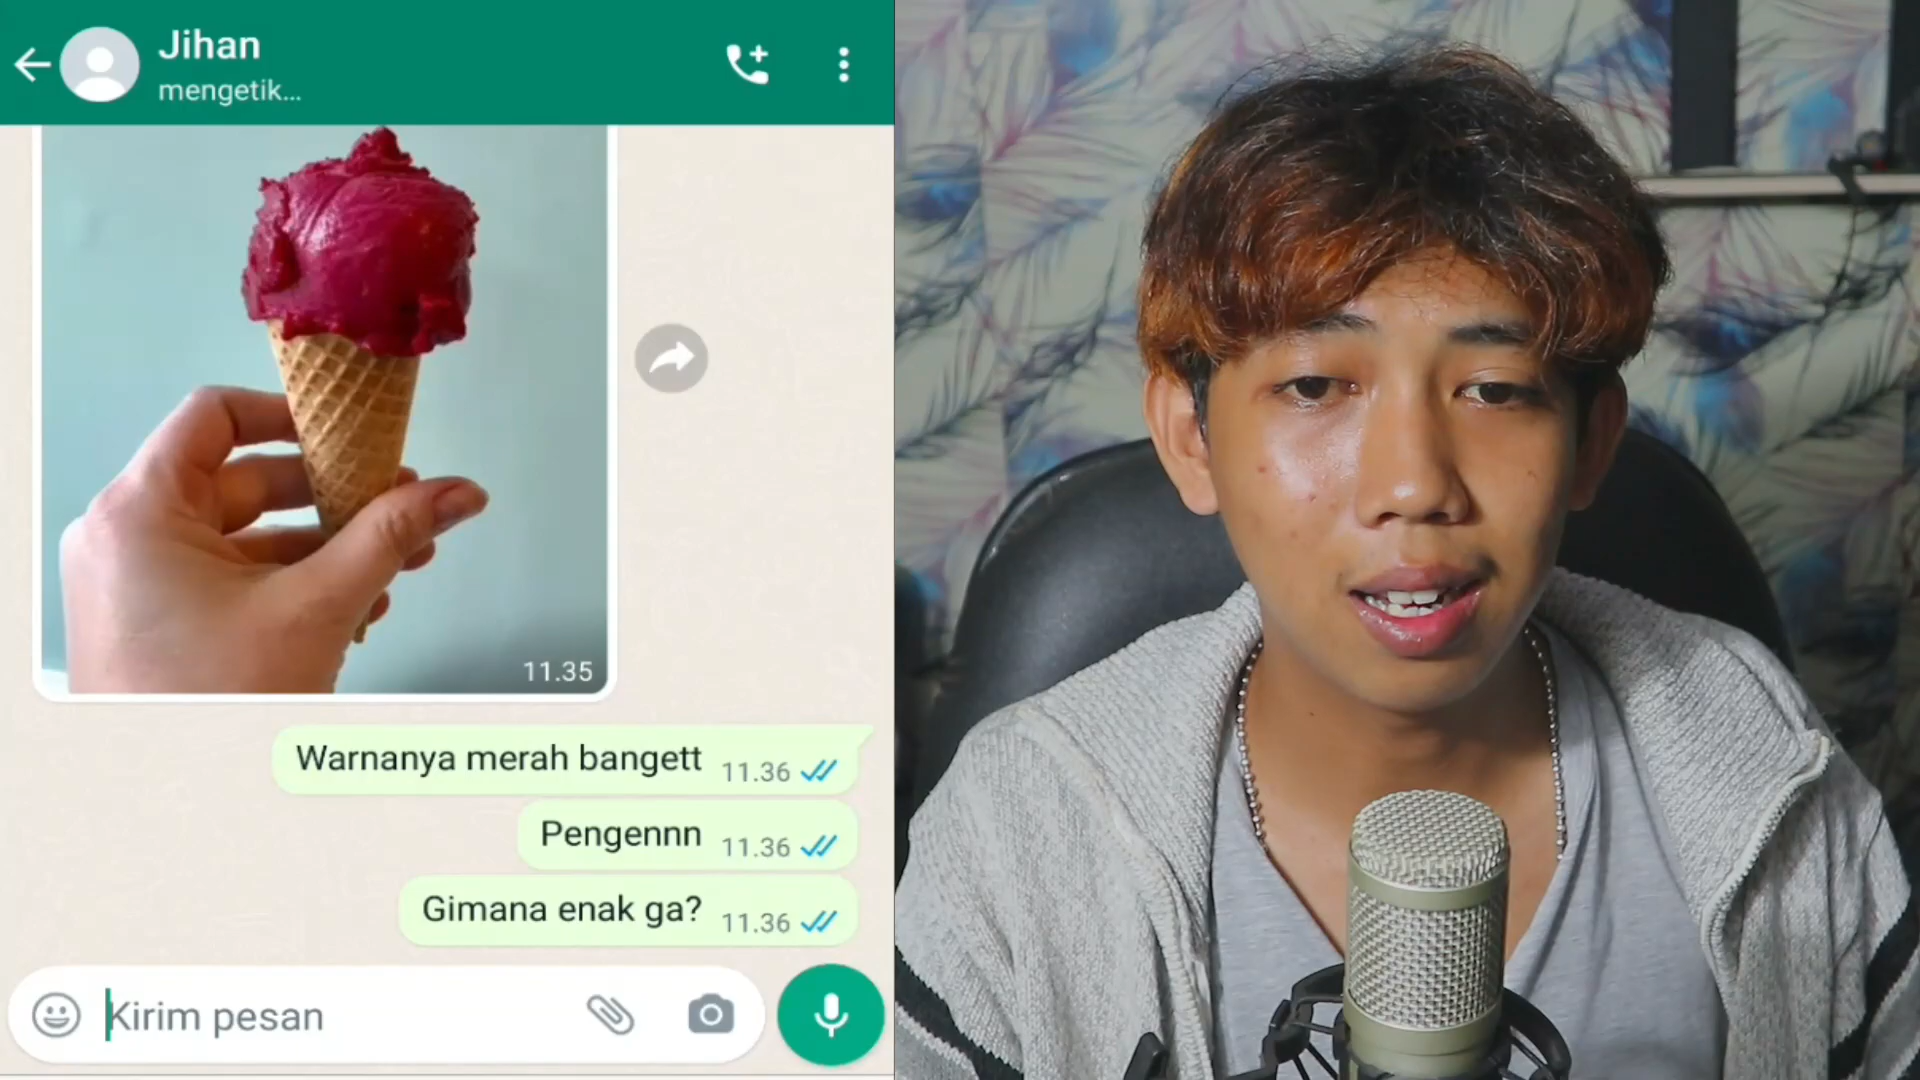 Jihan
mengetik...
11.35
Warnanya merah bangett 11.36
Pengennn 11.36
Gimana enak ga? 11.36
Kirim pesan